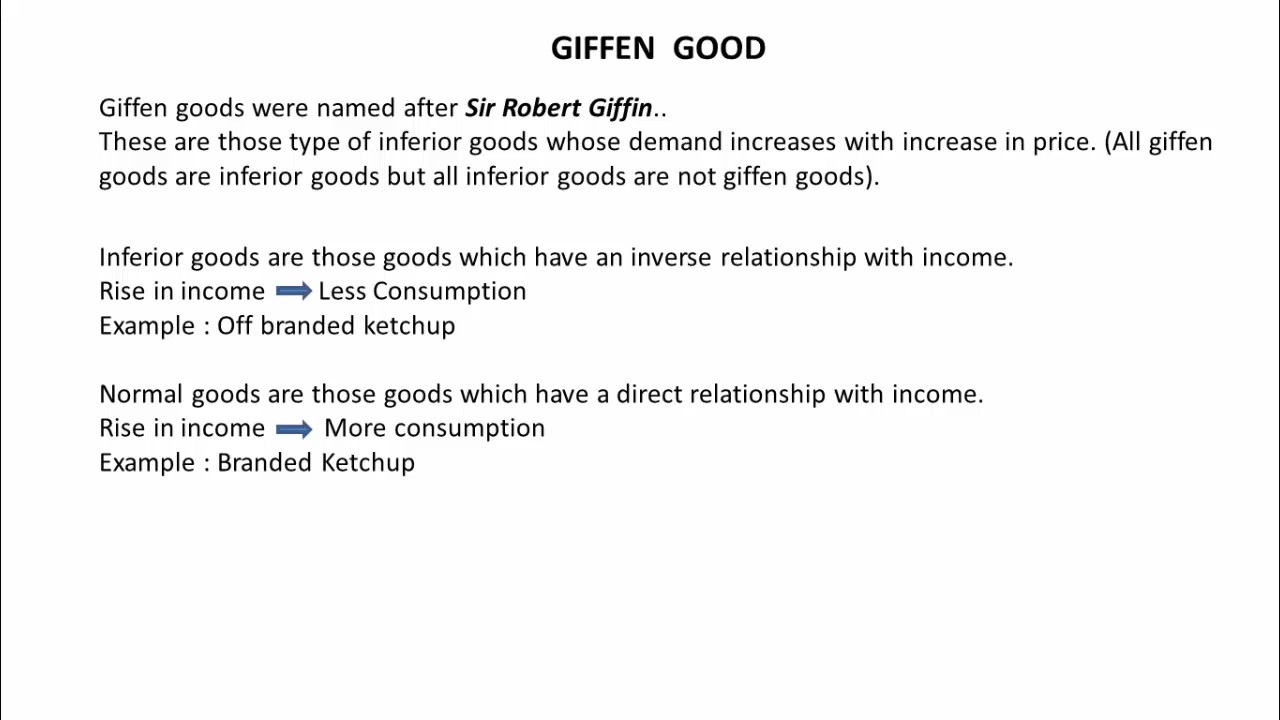 GIFFEN GOOD
Giffen goods were named after Sir Robert Giffin..
These are those type of inferior goods whose demand increases with increase in price. (All giffen
goods are inferior goods but all inferior goods are not giffen goods).
Inferior goods are those goods which have an inverse relationship with income.
Rise in income Less Consumption
Example : Off branded ketchup
Normal goods are those goods which have a direct relationship with income.
Rise in income More consumption
Example : Branded Ketchup